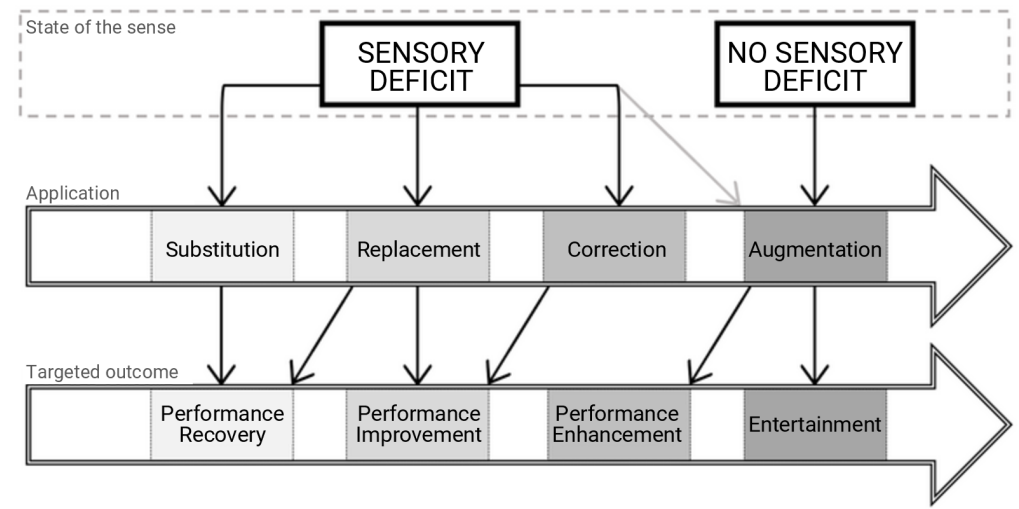 State of the sense
SENSORY
DEFICIT
NO SENSORY
DEFICIT
Application
Substitution
Replacement
Correction
Augmentation
Targeted outcome
Performance
Recovery
Performance
Improvement
Performance
Enhancement
Entertainment